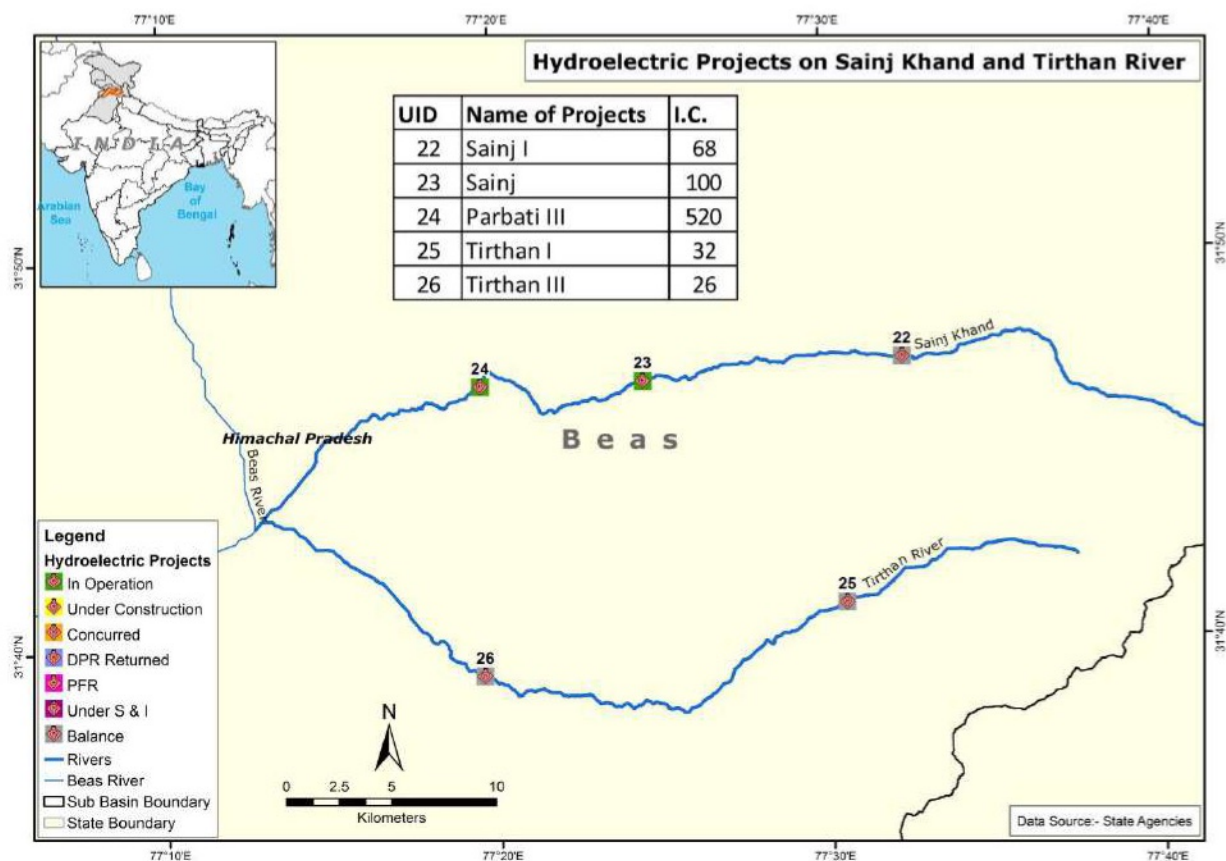 77°10'E 77°20'E 77°30'E 77°40'E
Hydroelectric Projects on Sainj Khand and Tirthan River
I N D I A
Arabian
Sea
Bay
of
Bengal
UID Name of Projects I.C.
22 Sainj I 68
23 Sainj 100
24 Parbati III 520
25 Tirthan I 32
26 Tirthan III 26
31°50'N
31°50'N
22
Sainj Khand
23
24
Beas
Himachal Pradesh
Beas River
25
Tirthan River
26
31°40'N
31°40'N
Legend
Hydroelectric Projects
In Operation
Under Construction
Concurred
DPR Returned
PFR
Under S & I
Balance
Rivers
Beas River
Sub Basin Boundary
State Boundary
N
0 2.5 5 10
Kilometers
Data Source:- State Agencies
77°10'E 77°20'E 77°30'E 77°40'E